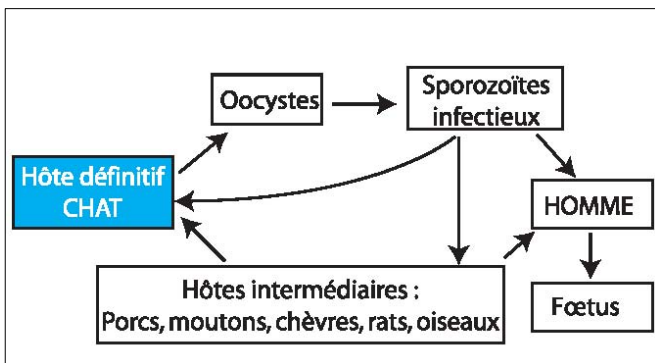 Oocystes
Sporozoïtes
infectieux
Hôte définitif
CHAT
HOMME
Hôtes intermédiaires :
Porcs, moutons, chèvres, rats, oiseaux
Fœtus